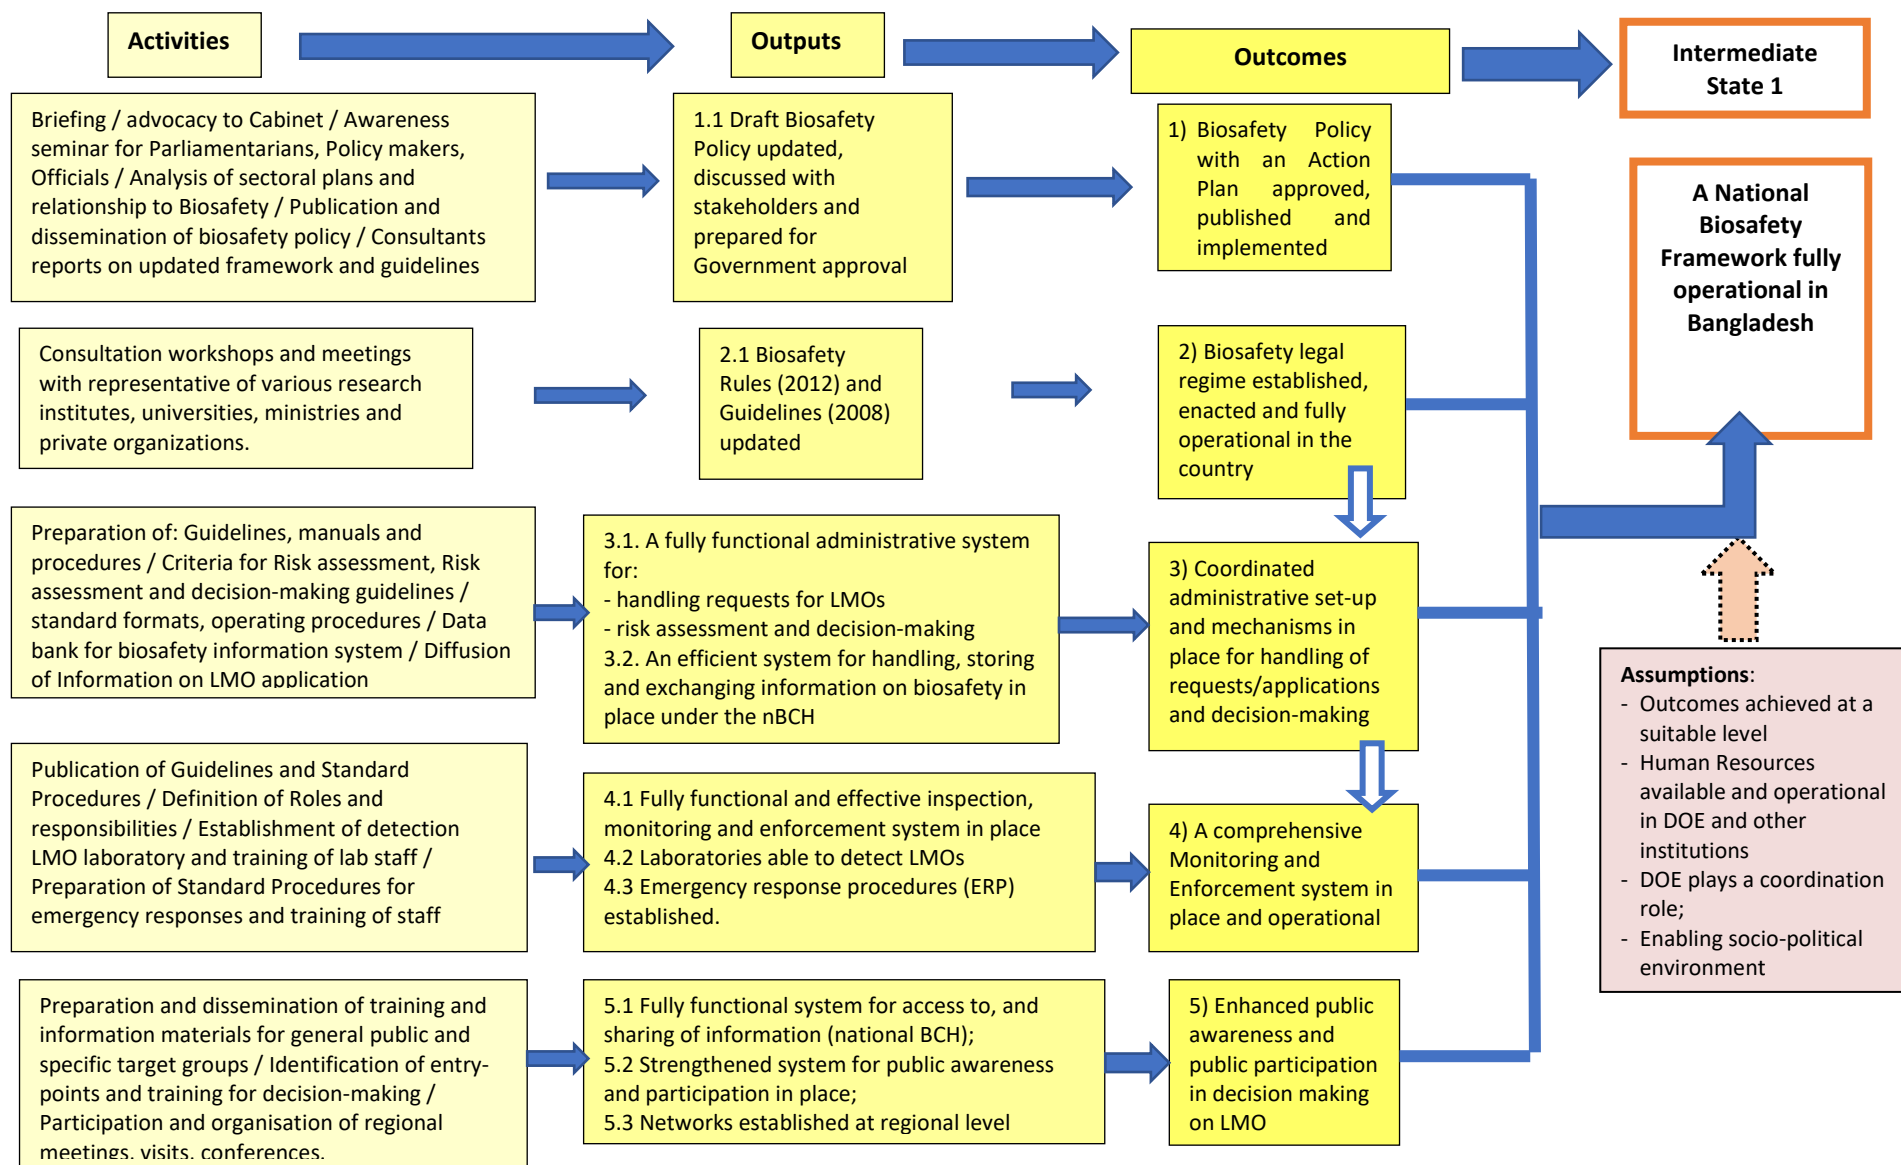 Activities
Outputs
Outcomes
Intermediate
State 1
Briefing / advocacy to Cabinet / Awareness
seminar for Parliamentarians, Policy makers,
Officials / Analysis of sectoral plans and
relationship to Biosafety / Publication and
dissemination of biosafety policy / Consultants
reports on updated framework and guidelines
1.1 Draft Biosafety
Policy updated,
discussed with
stakeholders and
prepared for
Government approval
1) Biosafety Policy
with an Action
Plan approved,
published and
implemented
A National
Biosafety
Framework fully
operational in
Bangladesh
Consultation workshops and meetings
with representative of various research
institutes, universities, ministries and
private organizations.
2.1 Biosafety
Rules (2012) and
Guidelines (2008)
updated
2) Biosafety legal
regime established,
enacted and fully
operational in the
country
Preparation of: Guidelines, manuals and
procedures / Criteria for Risk assessment, Risk
assessment and decision-making guidelines /
standard formats, operating procedures / Data
bank for biosafety information system / Diffusion
of Information on LMO application
3.1. A fully functional administrative system
for:
- handling requests for LMOs
- risk assessment and decision-making
3.2. An efficient system for handling, storing
and exchanging information on biosafety in
place under the nBCH
3) Coordinated
administrative set-up
and mechanisms in
place for handling of
requests/applications
and decision-making
Assumptions:
- Outcomes achieved at a
suitable level
- Human Resources
available and operational
in DOE and other
institutions
- DOE plays a coordination
role;
- Enabling socio-political
environment
Publication of Guidelines and Standard
Procedures / Definition of Roles and
responsibilities / Establishment of detection
LMO laboratory and training of lab staff /
Preparation of Standard Procedures for
emergency responses and training of staff
4.1 Fully functional and effective inspection,
monitoring and enforcement system in place
4.2 Laboratories able to detect LMOs
4.3 Emergency response procedures (ERP)
established.
4) A comprehensive
Monitoring and
Enforcement system in
place and operational
Preparation and dissemination of training and
information materials for general public and
specific target groups / Identification of entry-
points and training for decision-making /
Participation and organisation of regional
meetings, visits, conferences.
5.1 Fully functional system for access to, and
sharing of information (national BCH);
5.2 Strengthened system for public awareness
and participation in place;
5.3 Networks established at regional level
5) Enhanced public
awareness and
public participation
in decision making
on LMO